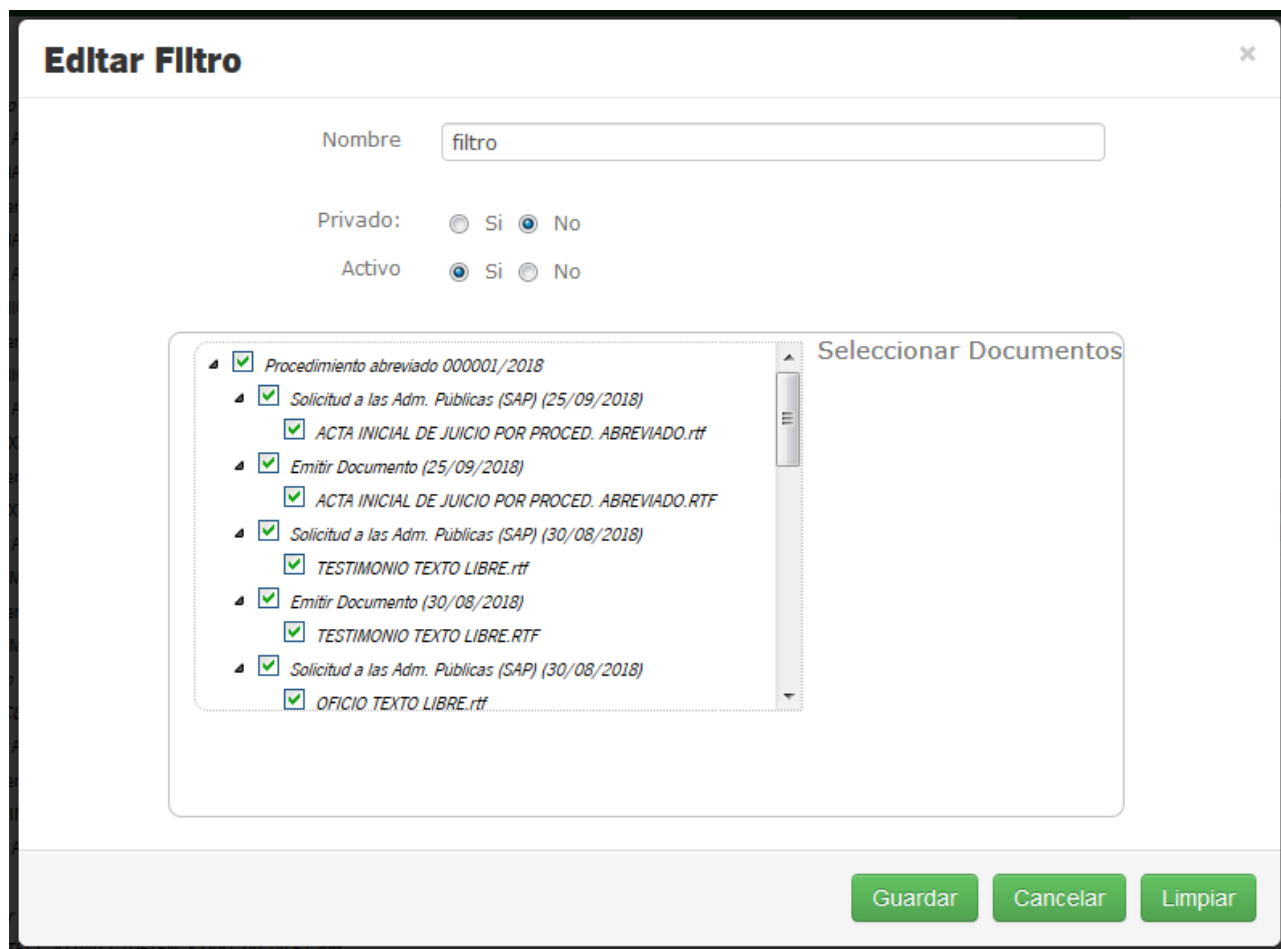 Editar Filtro
×
Nombre filtro
Privado: Si No
Activo Si No
Seleccionar Documentos
Procedimiento abreviado 000001/2018
Solicitud a las Adm. Públicas (SAP) (25/09/2018)
ACTA INICIAL DE JUICIO POR PROCED. ABREVIADO.rtf
Emitir Documento (25/09/2018)
ACTA INICIAL DE JUICIO POR PROCED. ABREVIADO.RTF
Solicitud a las Adm. Públicas (SAP) (30/08/2018)
TESTIMONIO TEXTO LIBRE.rtf
Emitir Documento (30/08/2018)
TESTIMONIO TEXTO LIBRE.RTF
Solicitud a las Adm. Públicas (SAP) (30/08/2018)
OFICIO TEXTO LIBRE.rtf
Guardar Cancelar Limpiar